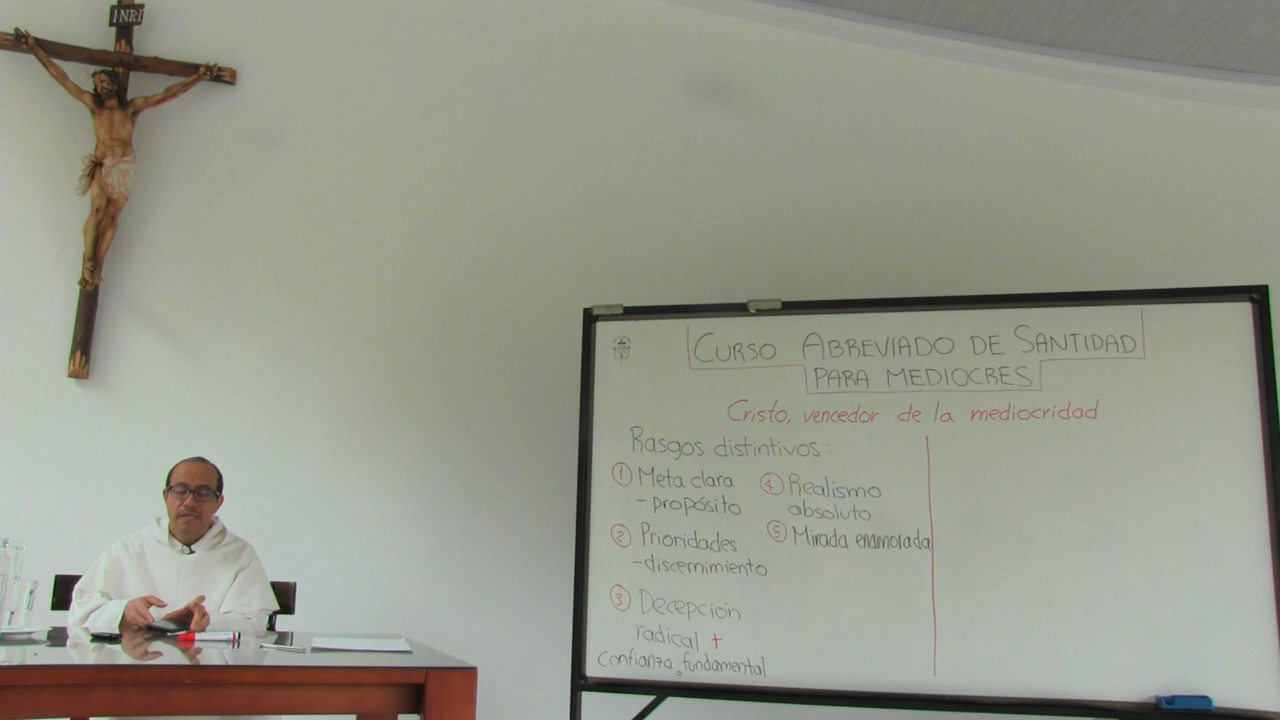 INRI
CURSO ABREVIADO DE SANTIDAD
PARA MEDIOCRES
Cristo, vencedor de la mediocridad
Rasgos distintivos:
① Meta clara
- propósito
② Prioridades
- discernimiento
③ Decepción
radical +
confianza fundamental
④ Realismo
absoluto
⑤ Mirada enamorada